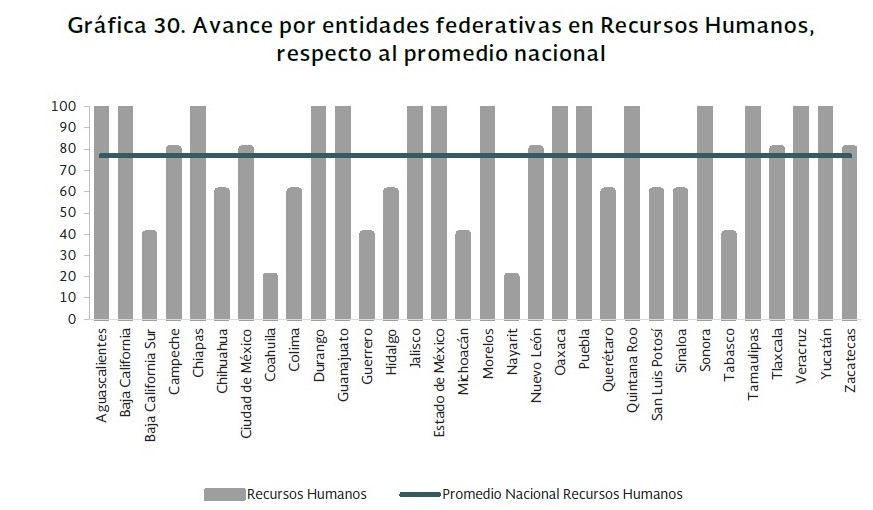 Gráfica 30. Avance por entidades federativas en Recursos Humanos,
respecto al promedio nacional
100
90
80
70
60
50
40
30
20
10
0
Aguascalientes
Baja California
Baja California Sur
Campeche
Chiapas
Chihuahua
Ciudad de México
Coahuila
Colima
Durango
Guanajuato
Guerrero
Hidalgo
Jalisco
Estado de México
Michoacán
Morelos
Nayarit
Nuevo León
Oaxaca
Puebla
Querétaro
Quintana Roo
San Luis Potosí
Sinaloa
Sonora
Tabasco
Tamaulipas
Tlaxcala
Veracruz
Yucatán
Zacatecas
Recursos Humanos
Promedio Nacional Recursos Humanos